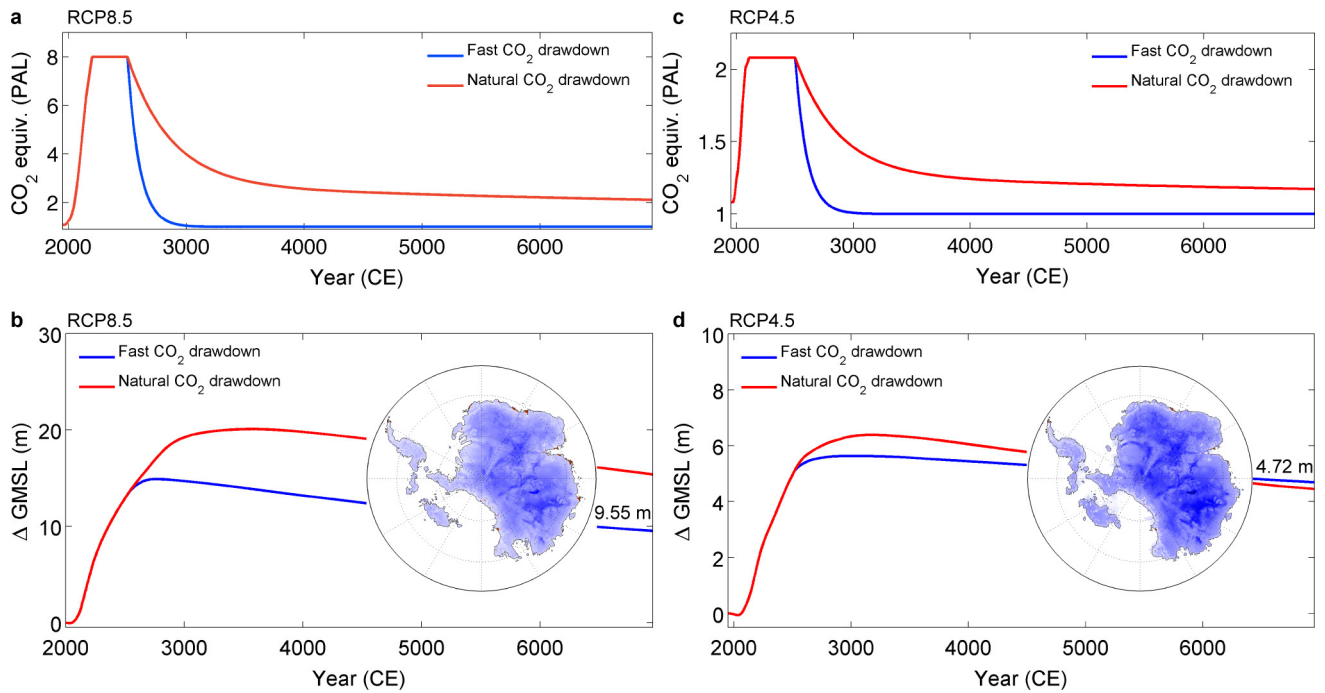 a RCP8.5
CO2 equiv. (PAL)
8
6
4
2
Fast CO2 drawdown
Natural CO2 drawdown
2000 3000 4000 5000 6000
Year (CE)
c RCP4.5
CO2 equiv. (PAL)
2
1.5
1
Fast CO2 drawdown
Natural CO2 drawdown
2000 3000 4000 5000 6000
Year (CE)
b RCP8.5
Δ GMSL (m)
30
20
10
0
Fast CO2 drawdown
Natural CO2 drawdown
9.55 m
2000 3000 4000 5000 6000
Year (CE)
d RCP4.5
Δ GMSL (m)
10
8
6
4
2
0
Fast CO2 drawdown
Natural CO2 drawdown
4.72 m
2000 3000 4000 5000 6000
Year (CE)